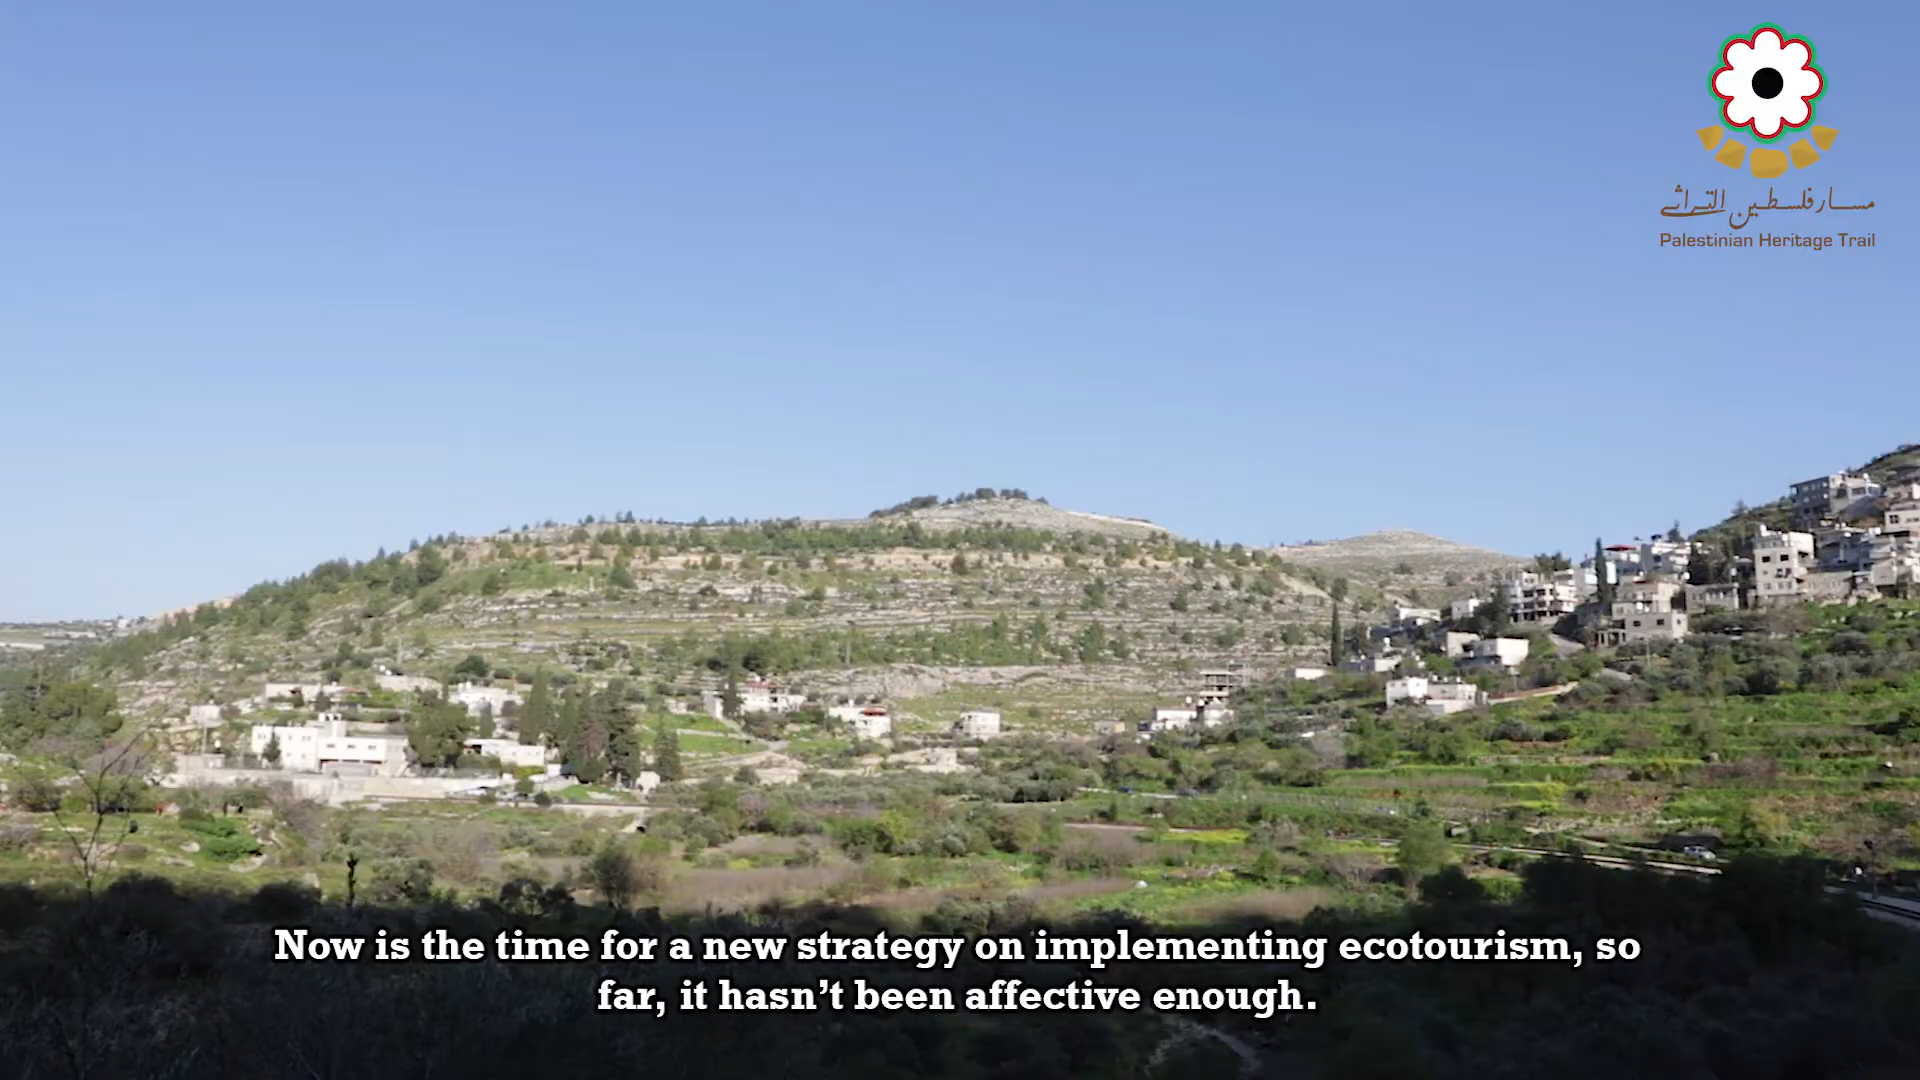 مسار فلسطين التراثي
Palestinian Heritage Trail
Now is the time for a new strategy on implementing ecotourism, so
far, it hasn’t been affective enough.